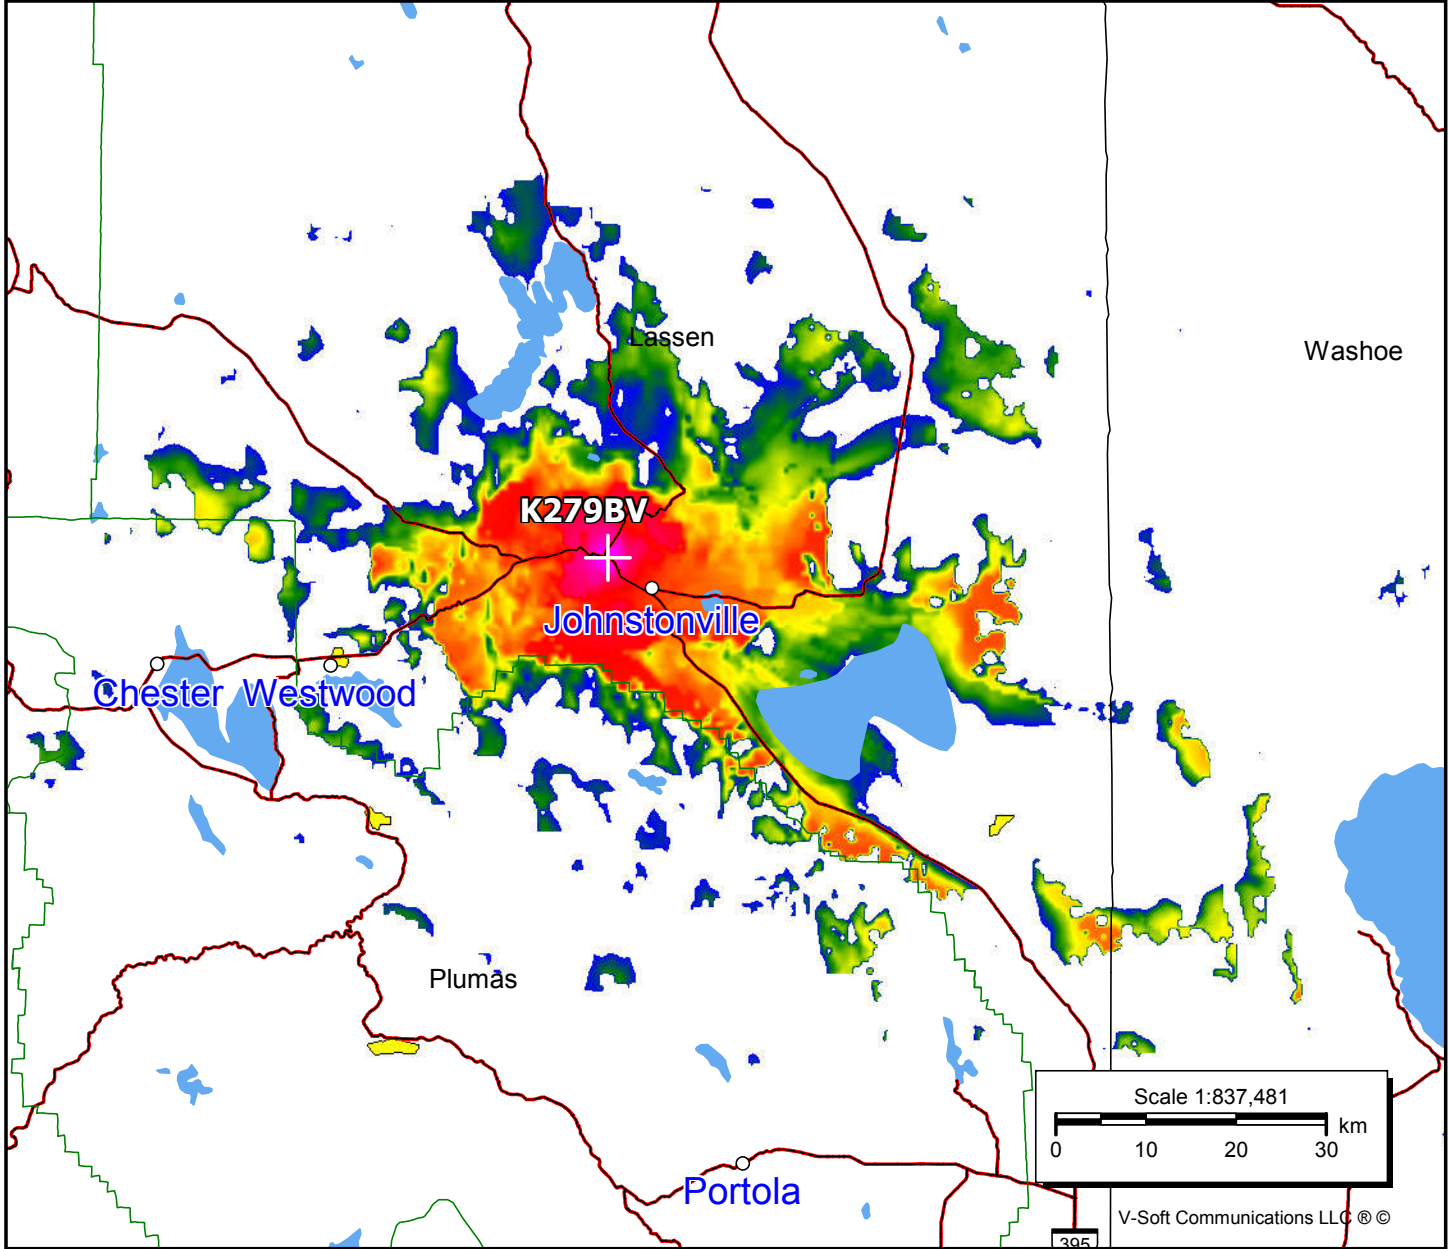 Lassen
Washoe
K279BV
Johnstonville
Chester Westwood
Plumas
Scale 1:837,481
km
0 10 20 30
Portola
V-Soft Communications LLC ® ©
395